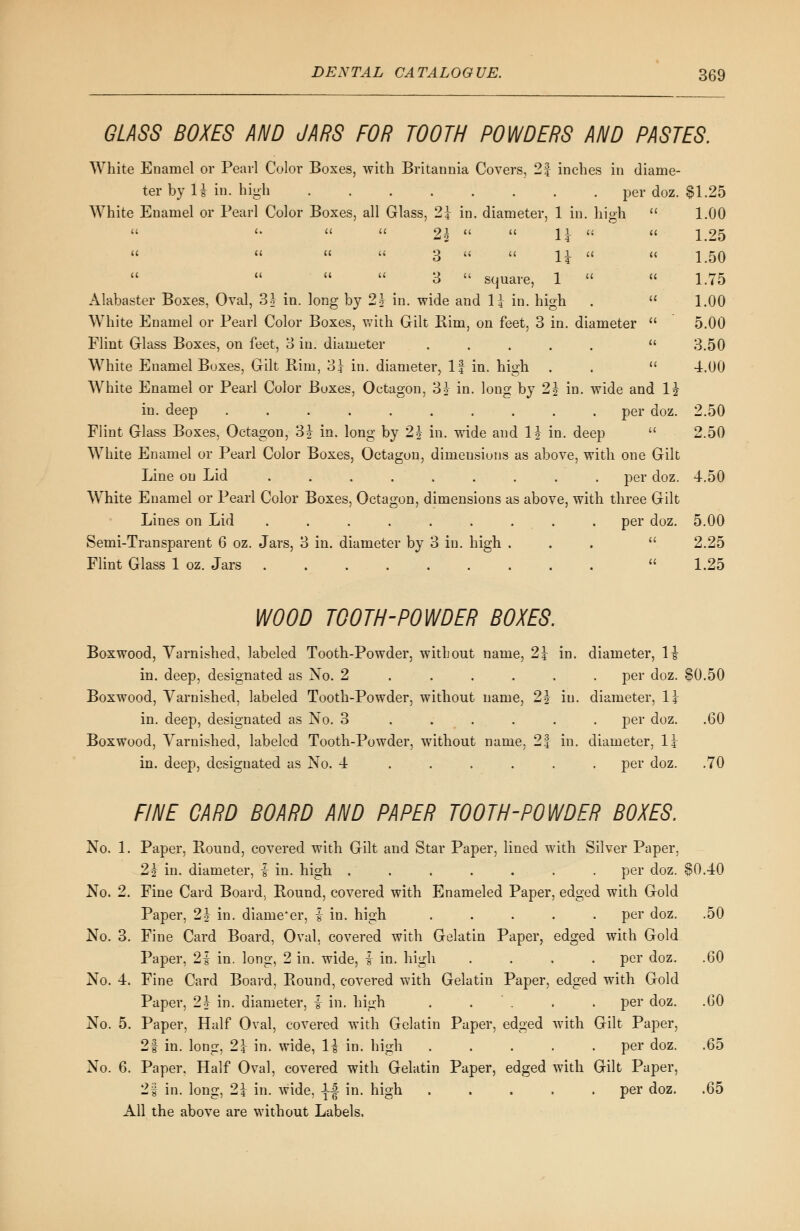 DENTAL CATALOGUE. 369
GLASS BOXES AND JARS FOR TOOTH POWDERS AND PASTES.
White Enamel or Pearl Color Boxes, with Britannia Covers, 2¾ inches in diame-
ter by 1⅛ in. high . . . . . . . . per doz. $1.25
White Enamel or Pearl Color Boxes, all Glass, 2¼ in. diameter, 1 in. high " 1.00
" " " " 2½ " " 1¼ " " 1.25
" " " " 3 " " 1¼ " " 1.50
" " " " 3 " square, 1 " " 1.75
Alabaster Boxes, Oval, 3½ in. long by 2½ in. wide and 1¼ in. high . " 1.00
White Enamel or Pearl Color Boxes, with Gilt Rim, on feet, 3 in. diameter " 5.00
Flint Glass Boxes, on feet, 3 in. diameter . . . . . " 3.50
White Enamel Boxes, Gilt Rim, 3¼ in. diameter, 1¾ in. high . . " 4.00
White Enamel or Pearl Color Boxes, Octagon, 3½ in. long by 2½ in. wide and 1½
in. deep . . . . . . . . . . per doz. 2.50
Flint Glass Boxes, Octagon, 3½ in. long by 2½ in. wide and 1½ in. deep " 2.50
White Enamel or Pearl Color Boxes, Octagon, dimensions as above, with one Gilt
Line on Lid . . . . . . . . . per doz. 4.50
White Enamel or Pearl Color Boxes, Octagon, dimensions as above, with three Gilt
Lines on Lid . . . . . . . . . per doz. 5.00
Semi-Transparent 6 oz. Jars, 3 in. diameter by 3 in. high . . . " 2.25
Flint Glass 1 oz. Jars . . . . . . . . . " 1.25
WOOD TOOTH-POWDER BOXES.
Boxwood, Varnished, labeled Tooth-Powder, without name, 2¼ in. diameter, 1⅛
in. deep, designated as No. 2 . . . . . . per doz. $0.50
Boxwood, Varnished, labeled Tooth-Powder, without name, 2½ in. diameter, 1¼
in. deep, designated as No. 3 . . . . . . per doz. .60
Boxwood, Varnished, labeled Tooth-Powder, without name, 2¾ in. diameter, 1¼
in. deep, designated as No. 4 . . . . . . per doz. .70
FINE CARD BOARD AND PAPER TOOTH-POWDER BOXES.
No. 1. Paper, Round, covered with Gilt and Star Paper, lined with Silver Paper,
2½ in. diameter, ⅞ in. high . . . . . . . per doz. $0.40
No. 2. Fine Card Board, Round, covered with Enameled Paper, edged with Gold
Paper, 2½ in. diame'er, ⅞ in. high . . . . . per doz. .50
No. 3. Fine Card Board, Oval, covered with Gelatin Paper, edged with Gold
Paper, 2⅞ in. long, 2 in. wide, ⅞ in. high . . . . per doz. .60
No. 4. Fine Card Board, Round, covered with Gelatin Paper, edged with Gold
Paper, 2½ in. diameter, ⅞ in. high . . . . . per doz. .60
No. 5. Paper, Half Oval, covered with Gelatin Paper, edged with Gilt Paper,
2⅝ in. long, 2¼ in. wide, 1⅛ in. high . . . . . per doz. .65
No. 6. Paper, Half Oval, covered with Gelatin Paper, edged with Gilt Paper,
2⅝ in. long, 2¼ in. wide, in. high . . . . . per doz. .65
All the above are without Labels.